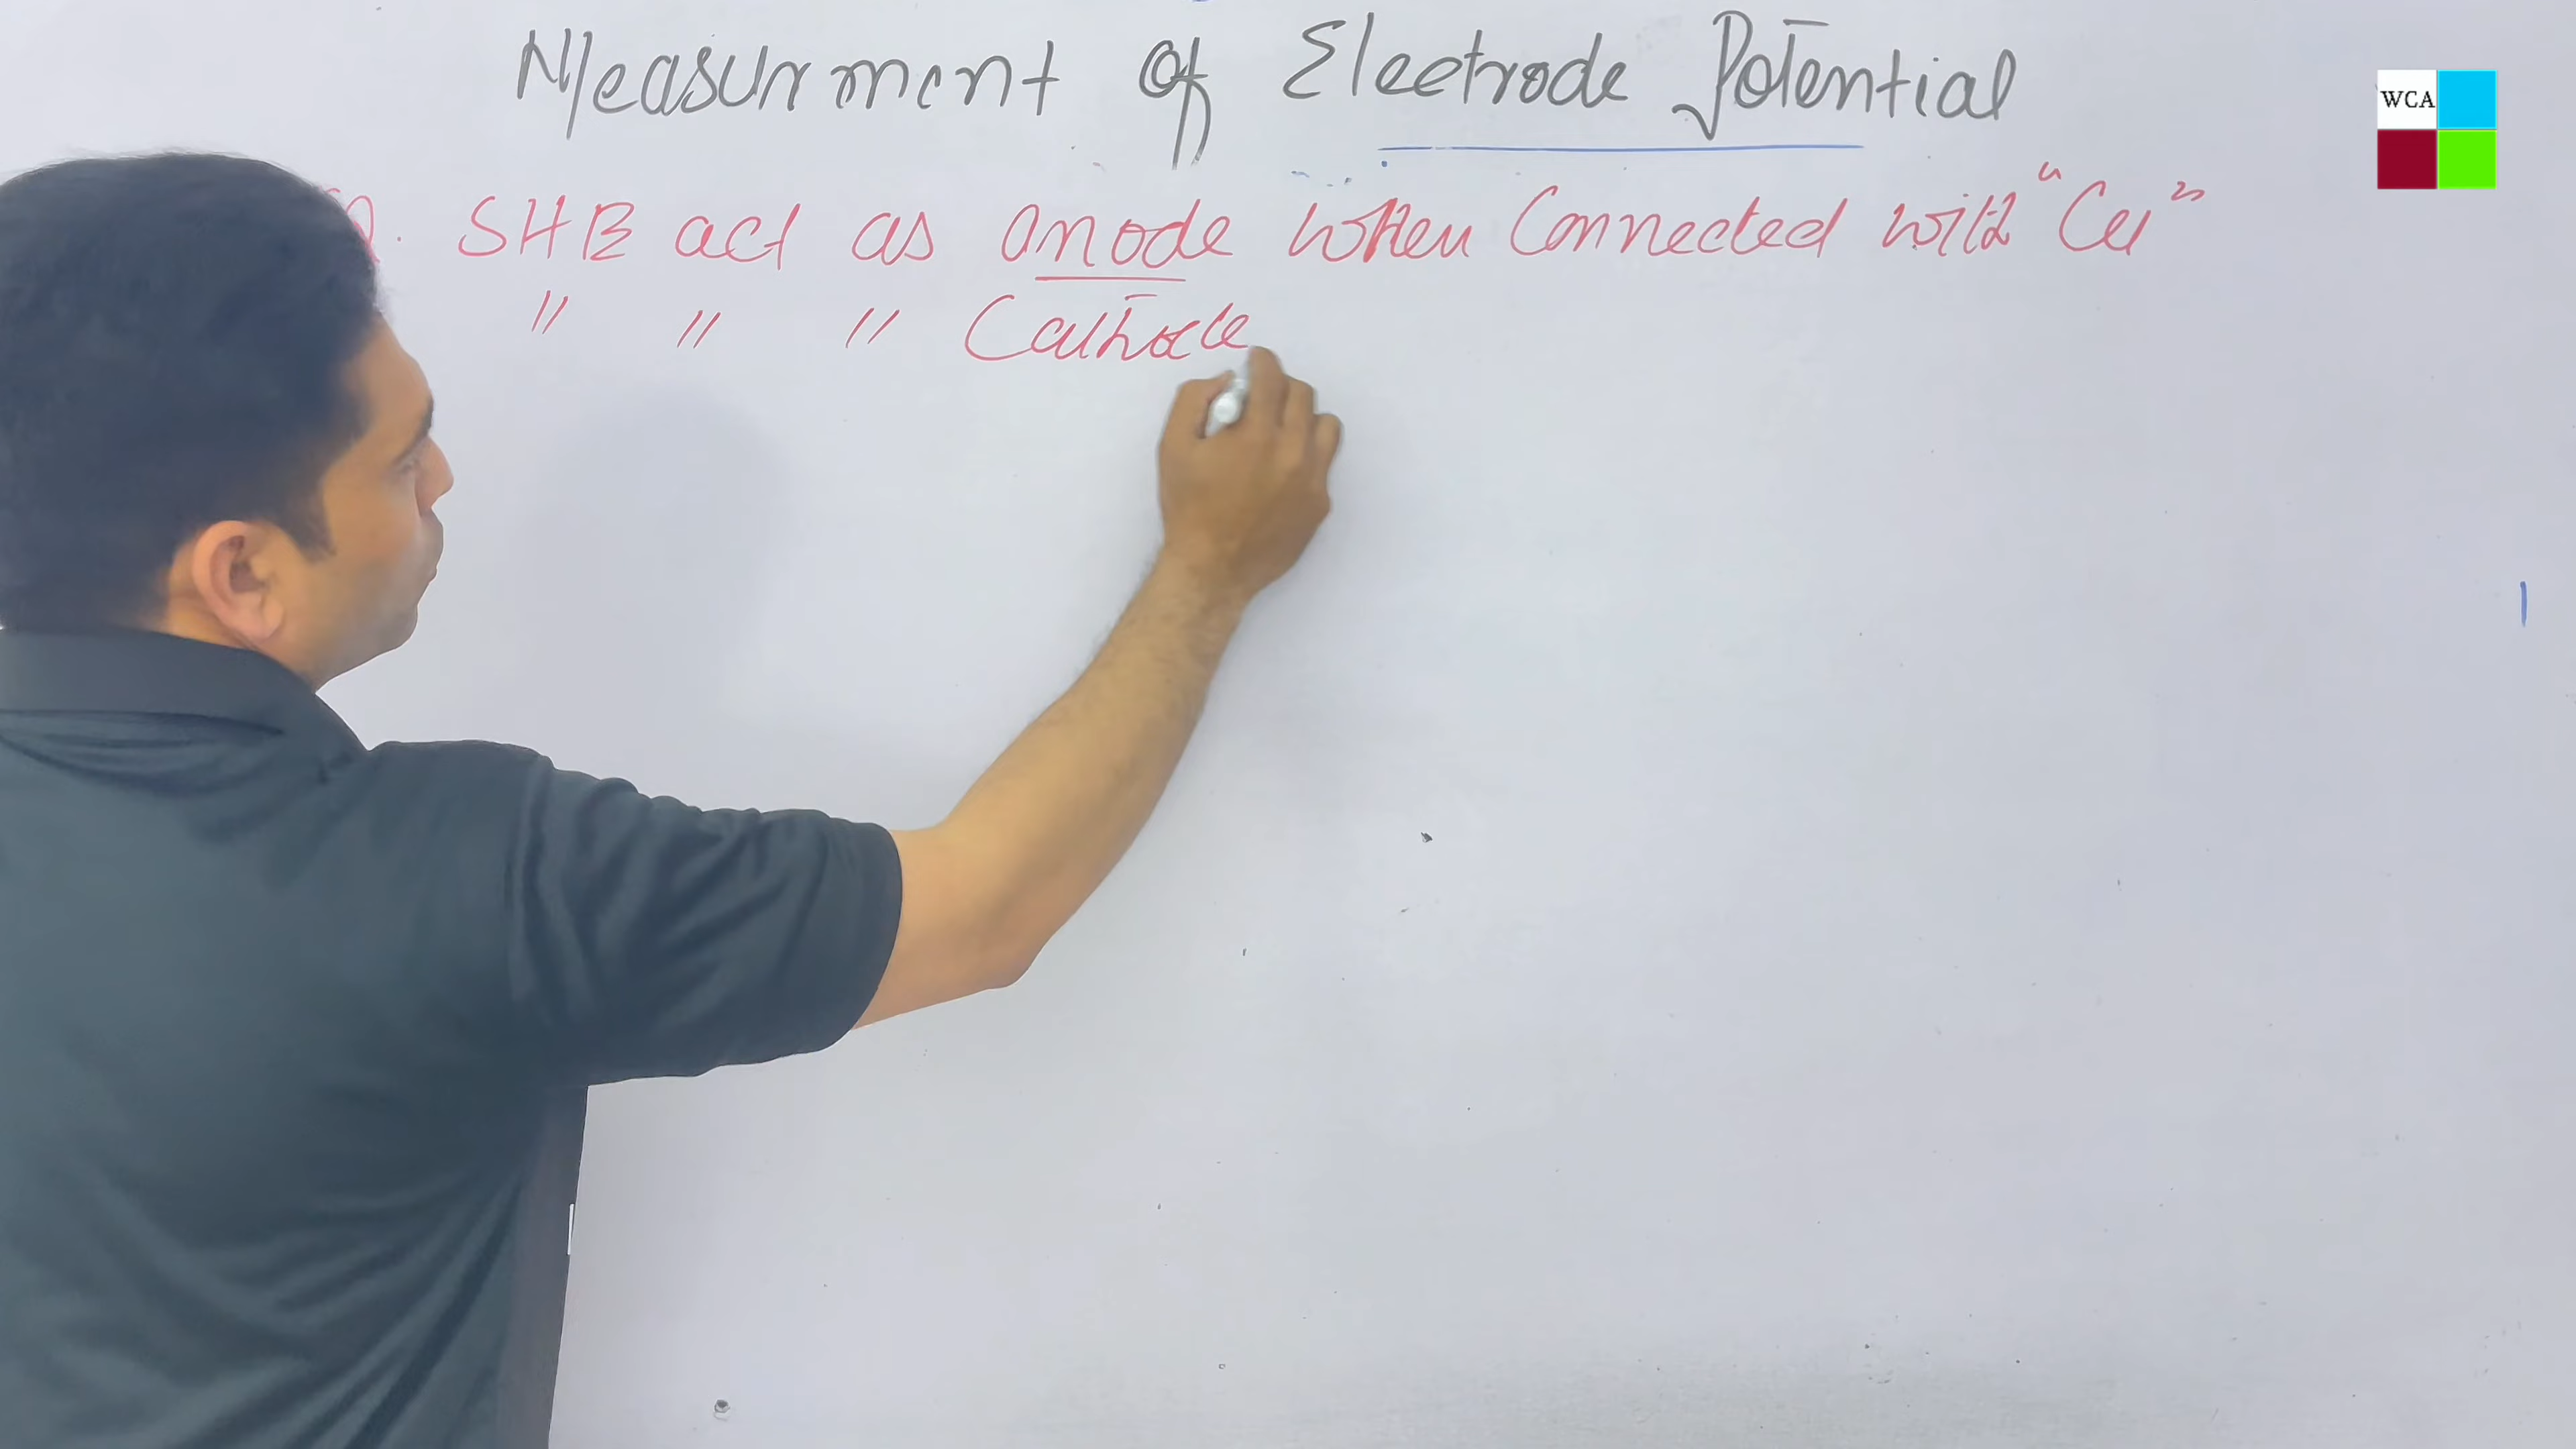 Measurment of Electrode Potential
WCA
Q. SHE act as anode when Connected with "Cu"
" " " Cathode